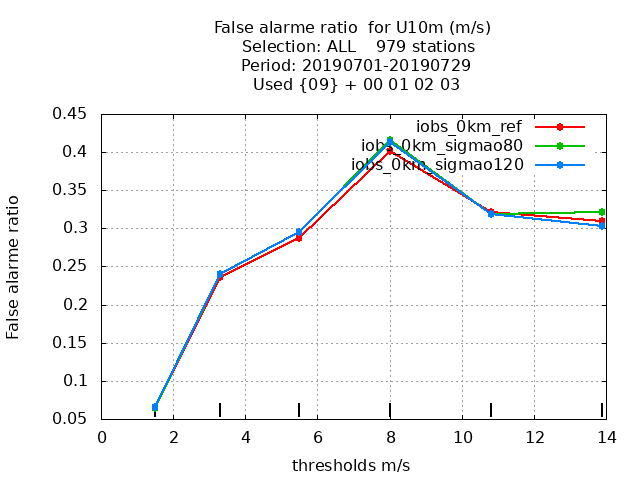 False alarme ratio  for U10m (m/s)
Selection: ALL    979 stations
Period: 20190701-20190729
Used {09} + 00 01 02 03
iobs_0km_ref
iobs_0km_sigmao80
iobs_0km_sigmao120
False alarme ratio
0.45
0.4
0.35
0.3
0.25
0.2
0.15
0.1
0.05
0 2 4 6 8 10 12 14
thresholds m/s